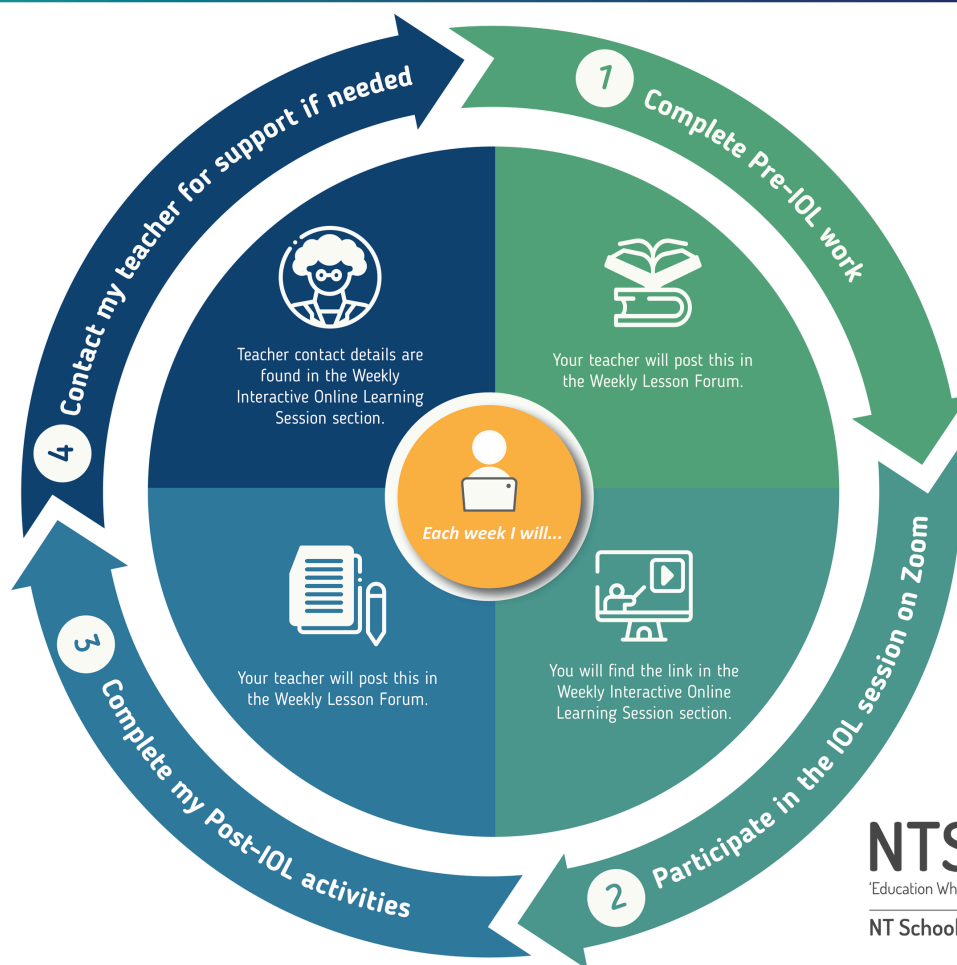 1 Complete Pre-IOL work
Your teacher will post this in
the Weekly Lesson Forum.
2 Participate in the IOL session on Zoom
You will find the link in the
Weekly Interactive Online
Learning Session section.
3 Complete my Post-IOL activities
Your teacher will post this in
the Weekly Lesson Forum.
4 Contact my teacher for support if needed
Teacher contact details are
found in the Weekly
Interactive Online Learning
Session section.
Each week I will...
NTS
'Education Wh
NT School